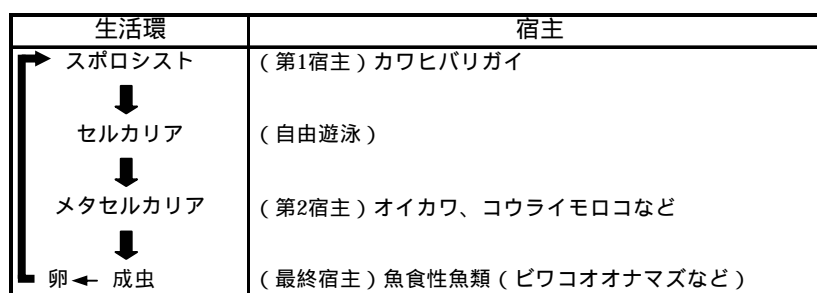 生活環 宿主
スポロシスト (第1宿主)カワヒバリガイ
セルカリア (自由遊泳)
メタセルカリア (第2宿主)オイカワ、コウライモロコなど
卵 成虫 (最終宿主)魚食性魚類(ビワコオオナマズなど)